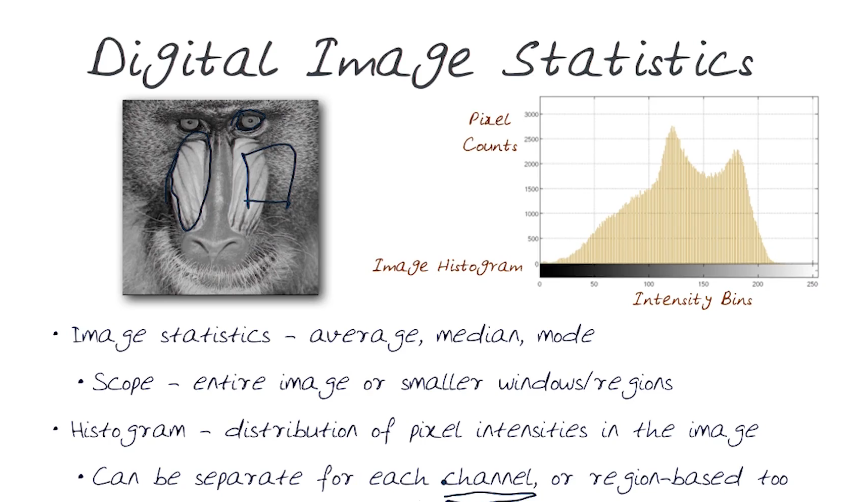 Digital Image Statistics
Pixel
Counts
3000
2500
2000
1500
1000
500
0
Image Histogram
0 50 100 150 200 250
Intensity Bins
• Image statistics - average, median, mode
• Scope - entire image or smaller windows/regions
• Histogram - distribution of pixel intensities in the image
• Can be separate for each channel, or region-based too